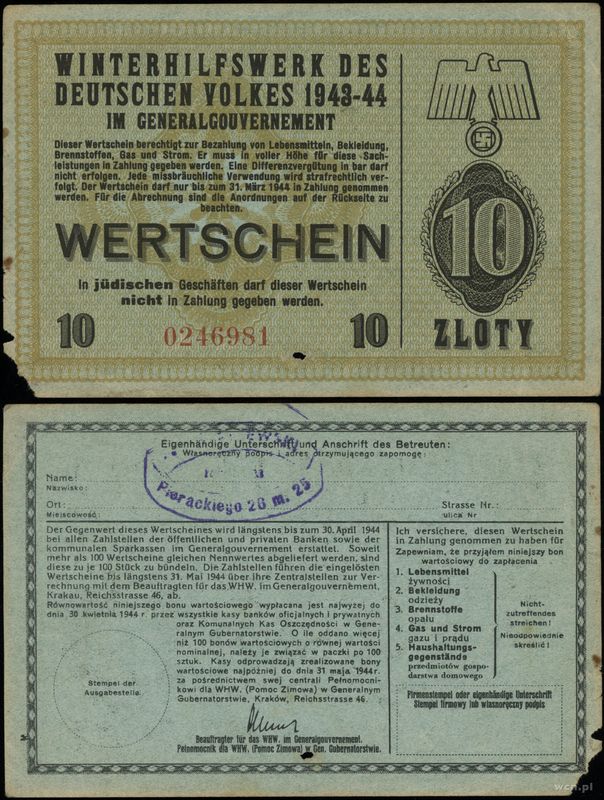 WINTERHILFSWERK DES
DEUTSCHEN VOLKES 1943-44
IM GENERALGOUVERNEMENT
Dieser Wertschein berechtigt zur Bezahlung von Lebensmitteln, Bekleidung,
Brennstoffen, Gas und Strom. Er muss in voller Höhe für diese Sach-
leistungen in Zahlung gegeben werden. Eine Differenzvergütung in bar darf
nicht erfolgen. Jede missbräuchliche Verwendung wird strafrechtlich ver-
folgt. Der Wertschein darf nur bis zum 31. März 1944 in Zahlung genommen
werden. Für die Abrechnung sind die Anordnungen auf der Rückseite zu
beachten.
WERTSCHEIN
In jüdischen Geschäften darf dieser Wertschein
nicht in Zahlung gegeben werden.
10 0246981 10
10
ZLOTY
Eigenhändige Unterschrift und Anschrift des Betreuten:
Własnoręczny podpis i adres otrzymującego zapomogę:
Name:
Nazwisko:
Ort:
Miejscowość:
Strasse Nr.:
ulica Nr.
Pierackiego 26 m. 25
Der Gegenwert dieses Wertscheines wird längstens bis zum 30. April 1944
bei allen Zahlstellen der öffentlichen und privaten Banken sowie der
kommunalen Sparkassen im Generalgouvernement erstattet. Soweit
mehr als 100 Wertscheine gleichen Nennwertes abgeliefert werden, sind
diese zu je 100 Stück zu bündeln. Die Zahlstellen führen die eingelösten
Wertscheine bis längstens 31. Mai 1944 über ihre Zentralstellen zur Ver-
rechnung mit dem Beauftragten für das WHW. im Generalgouvernement,
Krakau, Reichsstrasse 46, ab.
Równowartość niniejszego bonu wartościowego wypłacana jest najwyżej do
dnia 30 kwietnia 1944 r. przez wszystkie kasy banków oficjalnych i prywatnych
oraz Komunalnych Kas Oszczędności w Gene-
ralnym Gubernatorstwie. O ile oddano więcej
niż 100 bonów wartościowych o równej wartości
nominalnej, należy je związać w paczki po 100
sztuk. Kasy odprowadzają zrealizowane bony
wartościowe najpóźniej do dnia 31 maja 1944 r.
za pośrednictwem swej centrali Pełnomocni-
kowi dla WHW. (Pomoc Zimowa) w Generalnym
Gubernatorstwie, Kraków, Reichsstrasse 46.
Stempel der
Ausgabestelle.
Beauftragter für das WHW. im Generalgouvernement.
Pełnomocnik dla WHW. (Pomoc Zimowa) w Gen. Gubernatorstwie.
Ich versichere, diesen Wertschein
in Zahlung genommen zu haben für
Zapewniam, że przyjąłem niniejszy bon
wartościowy do zapłacenia
1. Lebensmittel
żywności
2. Bekleidung
odzieży
3. Brennstoffe
opału
4. Gas und Strom
gazu i prądu
5. Haushaltungs-
gegenstände
przedmiotów gospo-
darstwa domowego
Nicht-
zutreffendes
streichen!
Nieodpowiednie
skreślić!
Firmenstempel oder eigenhändige Unterschrift
Stempel firmowy lub własnoręczny podpis
wcn.pl